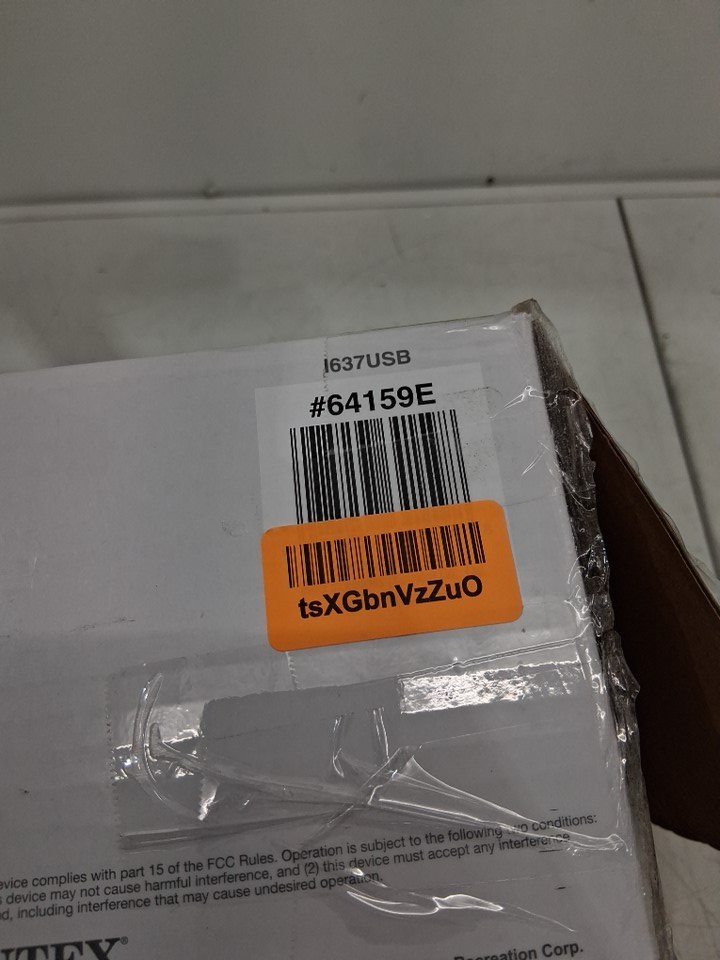 I637USB
#64159E
tsXGbnVzZuO
evice complies with part 15 of the FCC Rules. Operation is subject to the following two conditions:
s device may not cause harmful interference, and (2) this device must accept any interference
d, including interference that may cause undesired operation.
NTEX®
Recreation Corp.